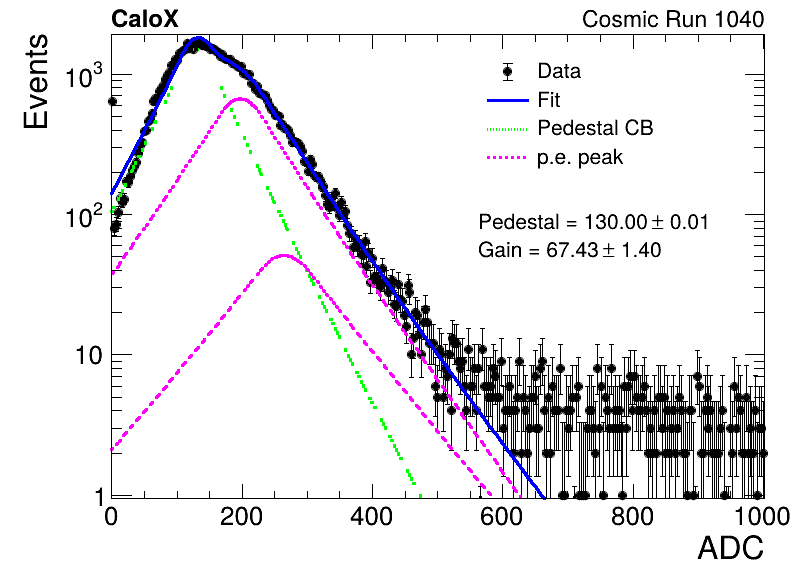 CaloX
Cosmic Run 1040
Events
Data
Fit
Pedestal CB
p.e. peak
Pedestal = 130.00 ± 0.01
Gain = 67.43 ± 1.40
10³
10²
10
1
0
200
400
600
800
1000
ADC